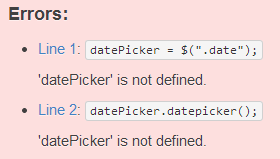 Errors:
Line 1: datePicker = $(".date");
'datePicker' is not defined.
Line 2: datePicker.datepicker();
'datePicker' is not defined.